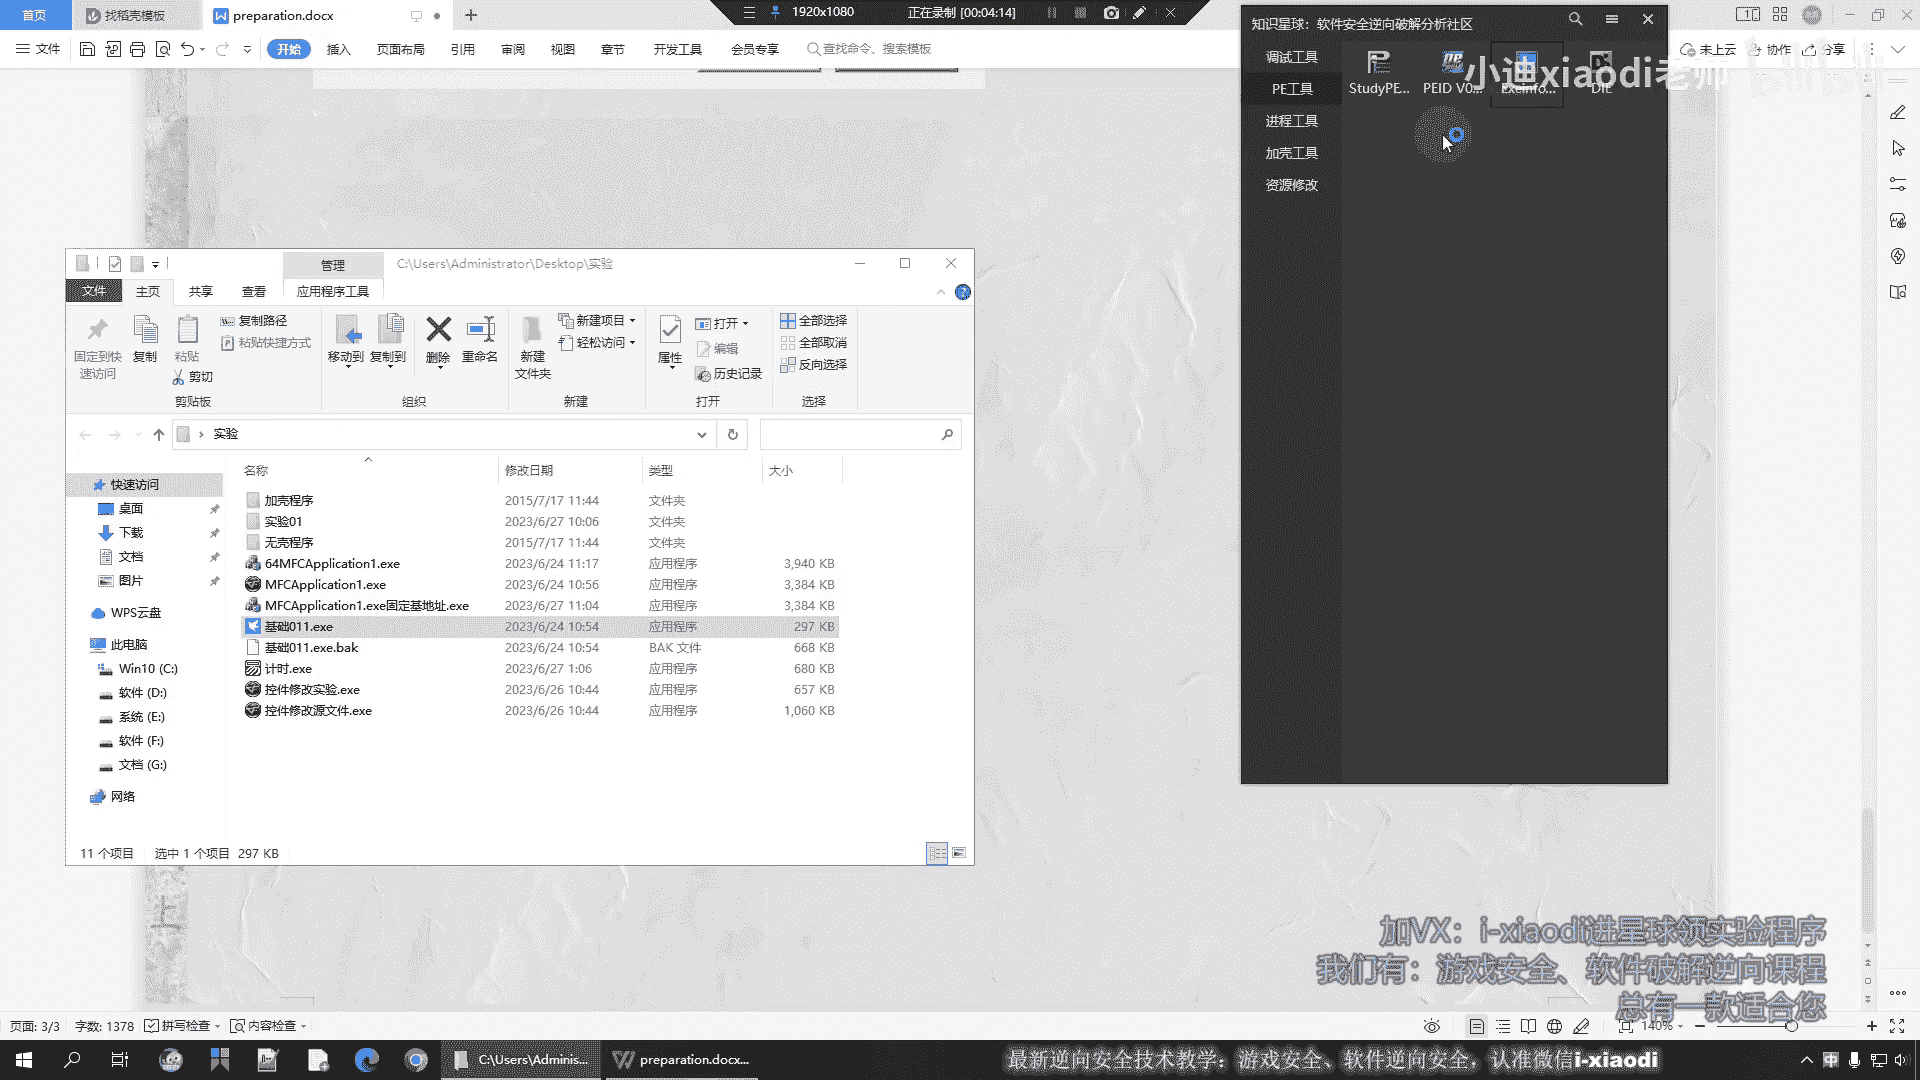 首页
找稻壳模板
preparation.docx
1920x1080
正在录制 [00:04:14]
文件
开始
插入
页面布局
引用
审阅
视图
章节
开发工具
会员专享
查找命令、搜索模板
未上云
协作
分享
知识星球：软件安全逆向破解分析社区
调试工具
PE工具
进程工具
加壳工具
资源修改
StudyPE...
PEID V0...
Exeinfo...
DIE
小迪xiaodi老师
管理
C:\Users\Administrator\Desktop\实验
文件
主页
共享
查看
应用程序工具
固定到快速访问
复制
粘贴
复制路径
粘贴快捷方式
剪切
剪贴板
移动到
复制到
删除
重命名
组织
新建文件夹
新建项目
轻松访问
新建
属性
打开
编辑
历史记录
打开
全部选择
全部取消
反向选择
选择
实验
名称 修改日期 类型 大小
快速访问
桌面
下载
文档
图片
WPS云盘
此电脑
Win10 (C:)
软件 (D:)
系统 (E:)
软件 (F:)
文档 (G:)
网络
加壳程序 2015/7/17 11:44 文件夹
实验01 2023/6/27 10:06 文件夹
无壳程序 2015/7/17 11:44 文件夹
64MFCApplication1.exe 2023/6/24 11:17 应用程序 3,940 KB
MFCApplication1.exe 2023/6/24 10:56 应用程序 3,384 KB
MFCApplication1.exe固定基地址.exe 2023/6/27 11:04 应用程序 3,384 KB
基础011.exe 2023/6/24 10:54 应用程序 297 KB
基础011.exe.bak 2023/6/24 10:54 BAK 文件 668 KB
计时.exe 2023/6/27 1:06 应用程序 680 KB
控件修改实验.exe 2023/6/26 10:44 应用程序 657 KB
控件修改源文件.exe 2023/6/26 10:44 应用程序 1,060 KB
11 个项目 选中 1 个项目 297 KB
加VX：i-xiaodi进星球领实验程序
我们有：游戏安全、软件破解逆向课程
总有一款适合您
页面: 3/3
字数: 1378
拼写检查
内容检查
140%
C:\Users\Adminis...
preparation.docx...
最新逆向安全技术教学：游戏安全、软件逆向安全，认准微信i-xiaodi
中